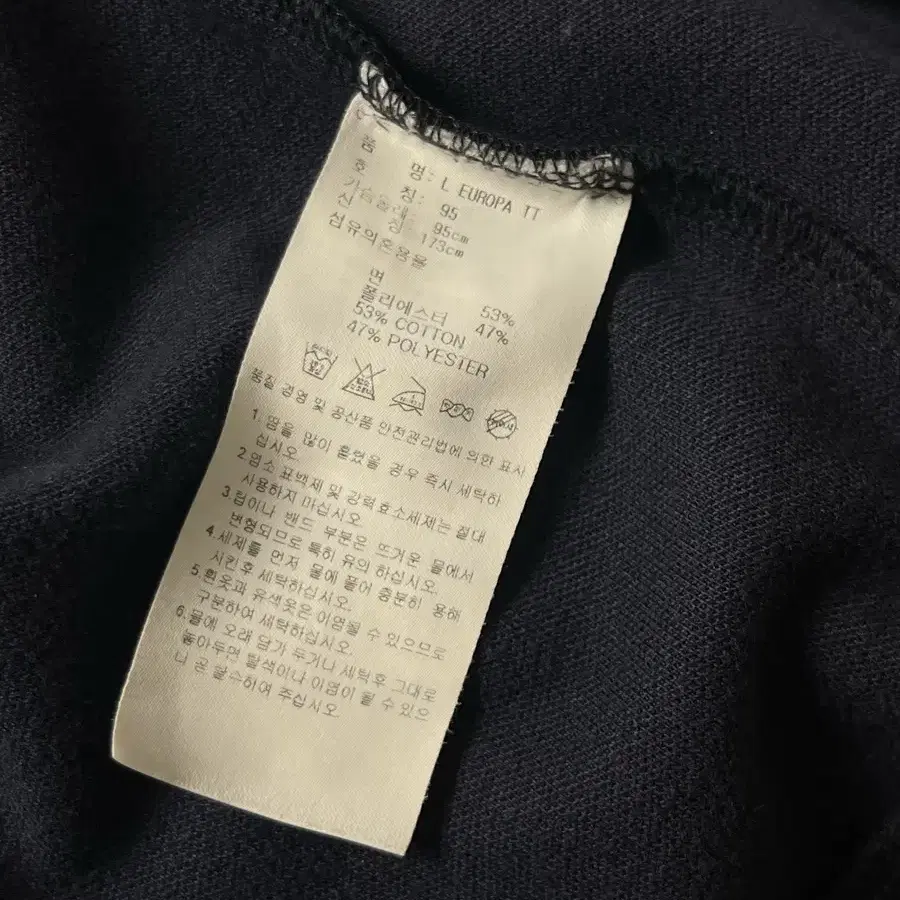 품 명: L EUROPA TT
호 칭: 95
가슴둘레: 95cm
신 장: 173cm
섬유의혼용율
면 53%
폴리에스터 47%
53% COTTON
47% POLYESTER
품질 경영 및 공산품 안전관리법에 의한 표시
1.땀을 많이 흘렸을 경우 즉시 세탁하
십시오.
2.염소 표백제 및 강력효소세제는 절대
사용하지 마십시오.
3.립이나 밴드 부분은 뜨거운 물에서
변형되므로 특히 유의 하십시오.
4.세제를 먼저 물에 풀어 충분히 용해
시킨후 세탁하십시오.
5.흰옷과 유색옷은 이염될 수 있으므로
구분하여 세탁하십시오.
6.물에 오래 담가 두거나 세탁후 그대로
놓아두면 탈색이나 이염이 될 수 있으
니 곧 탈수하여 주십시오.